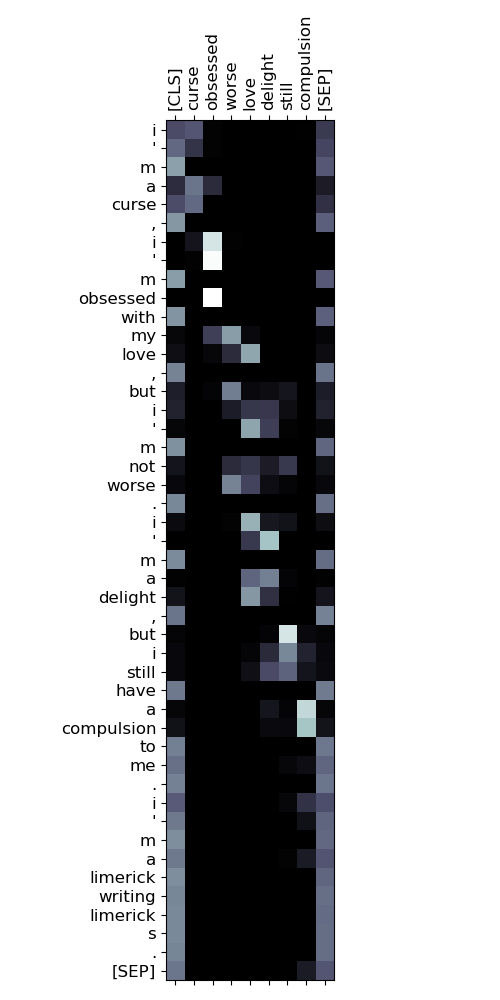 [CLS]
curse
obsessed
worse
love
delight
still
compulsion
[SEP]
i
'
m
a
curse
,
i
'
m
obsessed
with
my
love
,
but
i
'
m
not
worse
.
i
'
m
a
delight
,
but
i
still
have
a
compulsion
to
me
.
i
'
m
a
limerick
writing
limerick
s
.
[SEP]